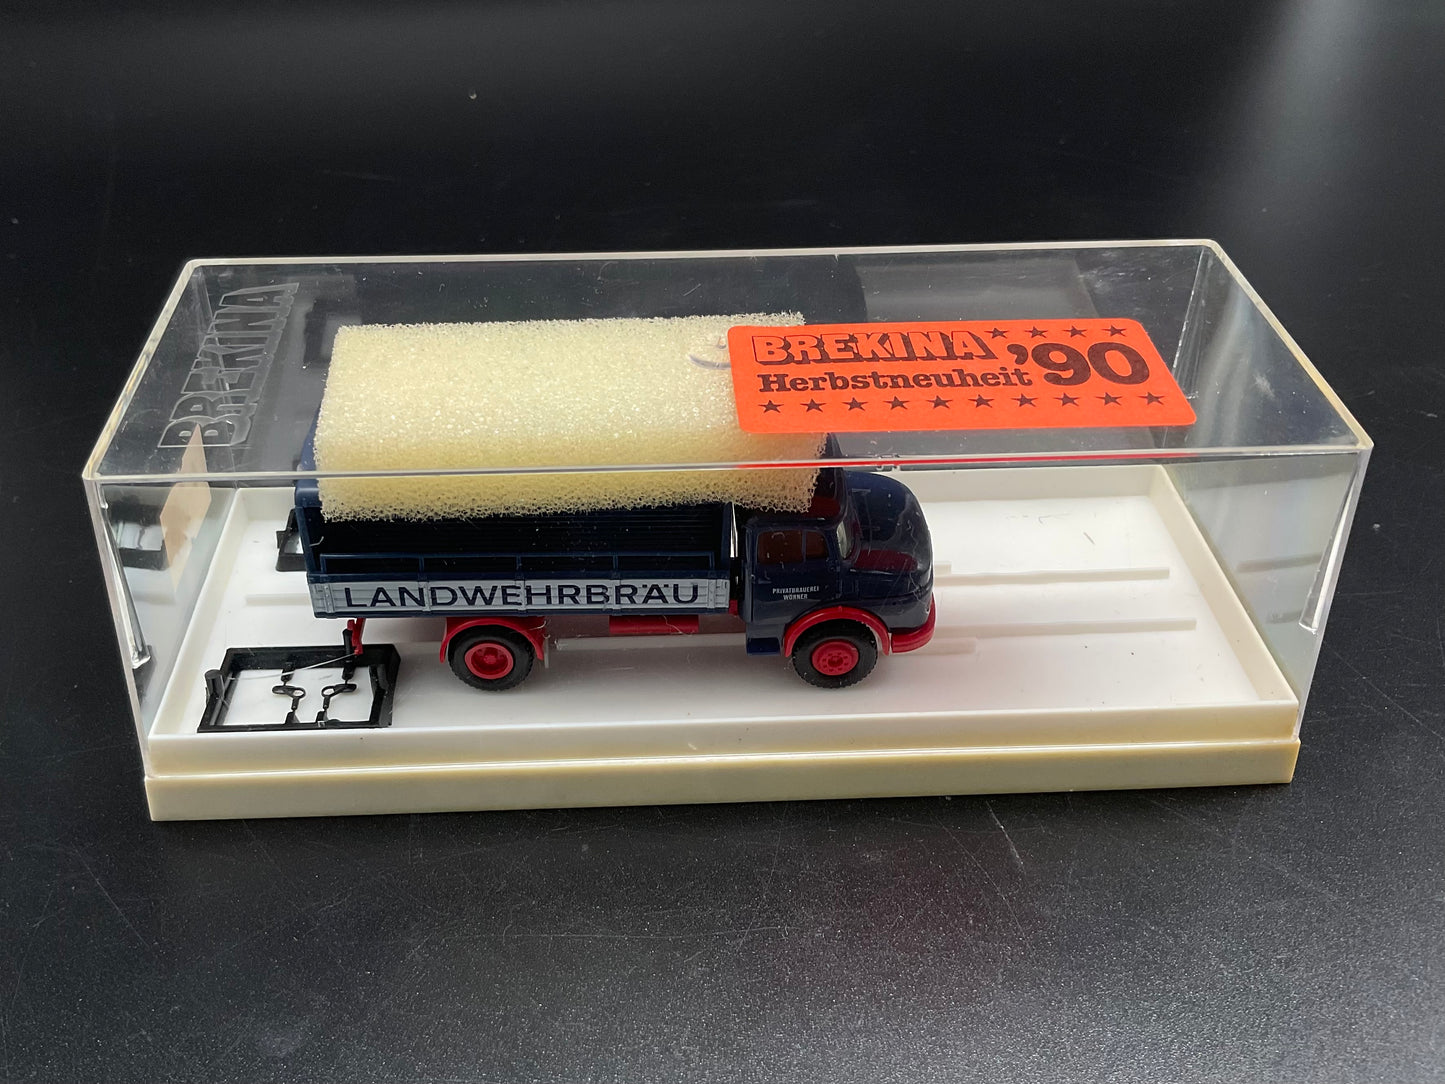 BREKINA
BREKINA '90
Herbstneuheit
LANDWEHRBRÄU
PRIVATBRAUEREI
WÖRNER